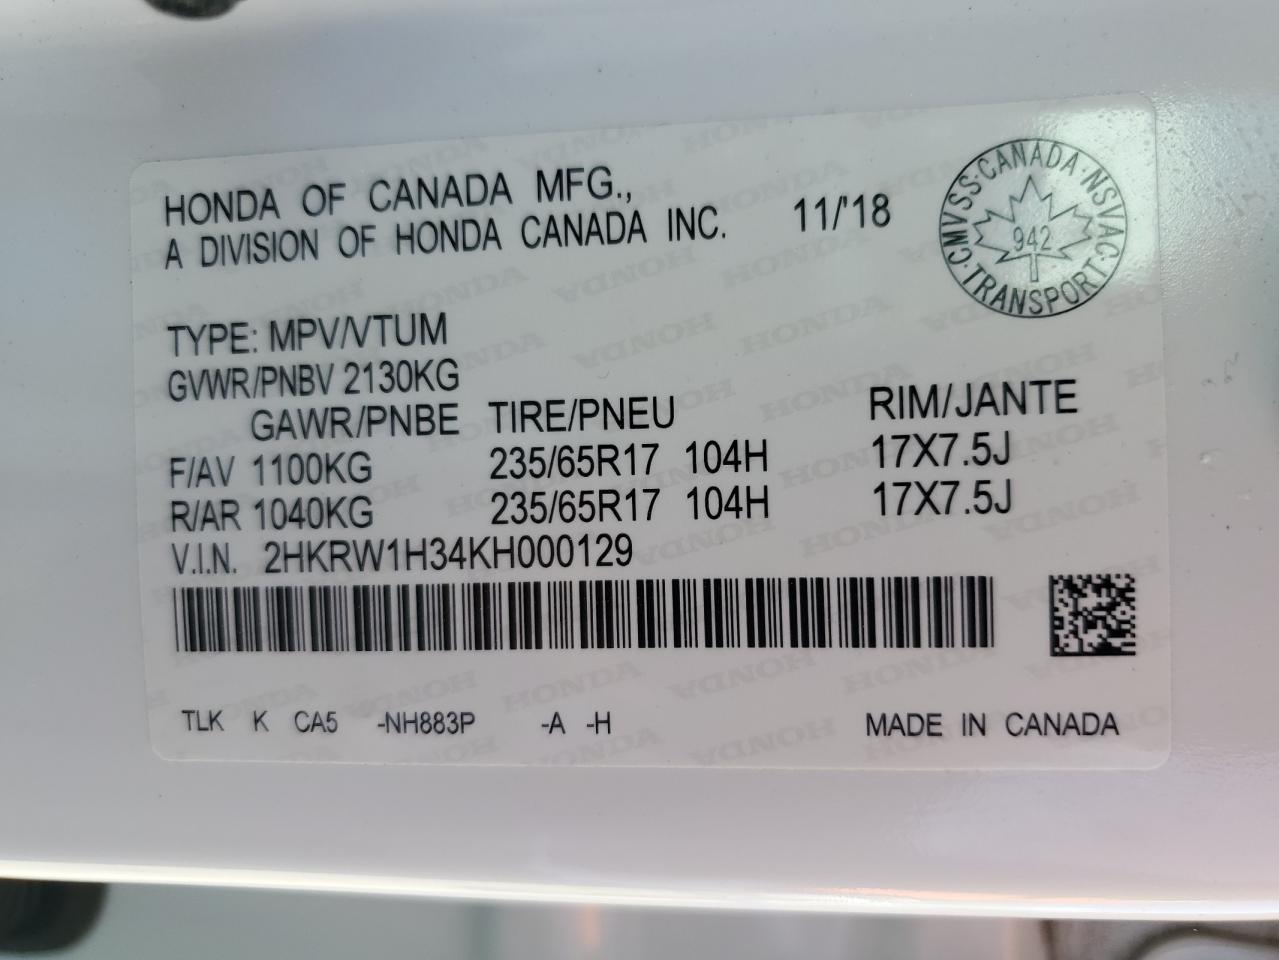 HONDA OF CANADA MFG.,
A DIVISION OF HONDA CANADA INC. 11/'18
CMVSS·CANADA·NSVAC·TRANSPORT·
942
TYPE: MPV/VTUM
GVWR/PNBV 2130KG
GAWR/PNBE TIRE/PNEU RIM/JANTE
F/AV 1100KG 235/65R17 104H 17X7.5J
R/AR 1040KG 235/65R17 104H 17X7.5J
V.I.N. 2HKRW1H34KH000129
TLK K CA5 -NH883P -A -H MADE IN CANADA